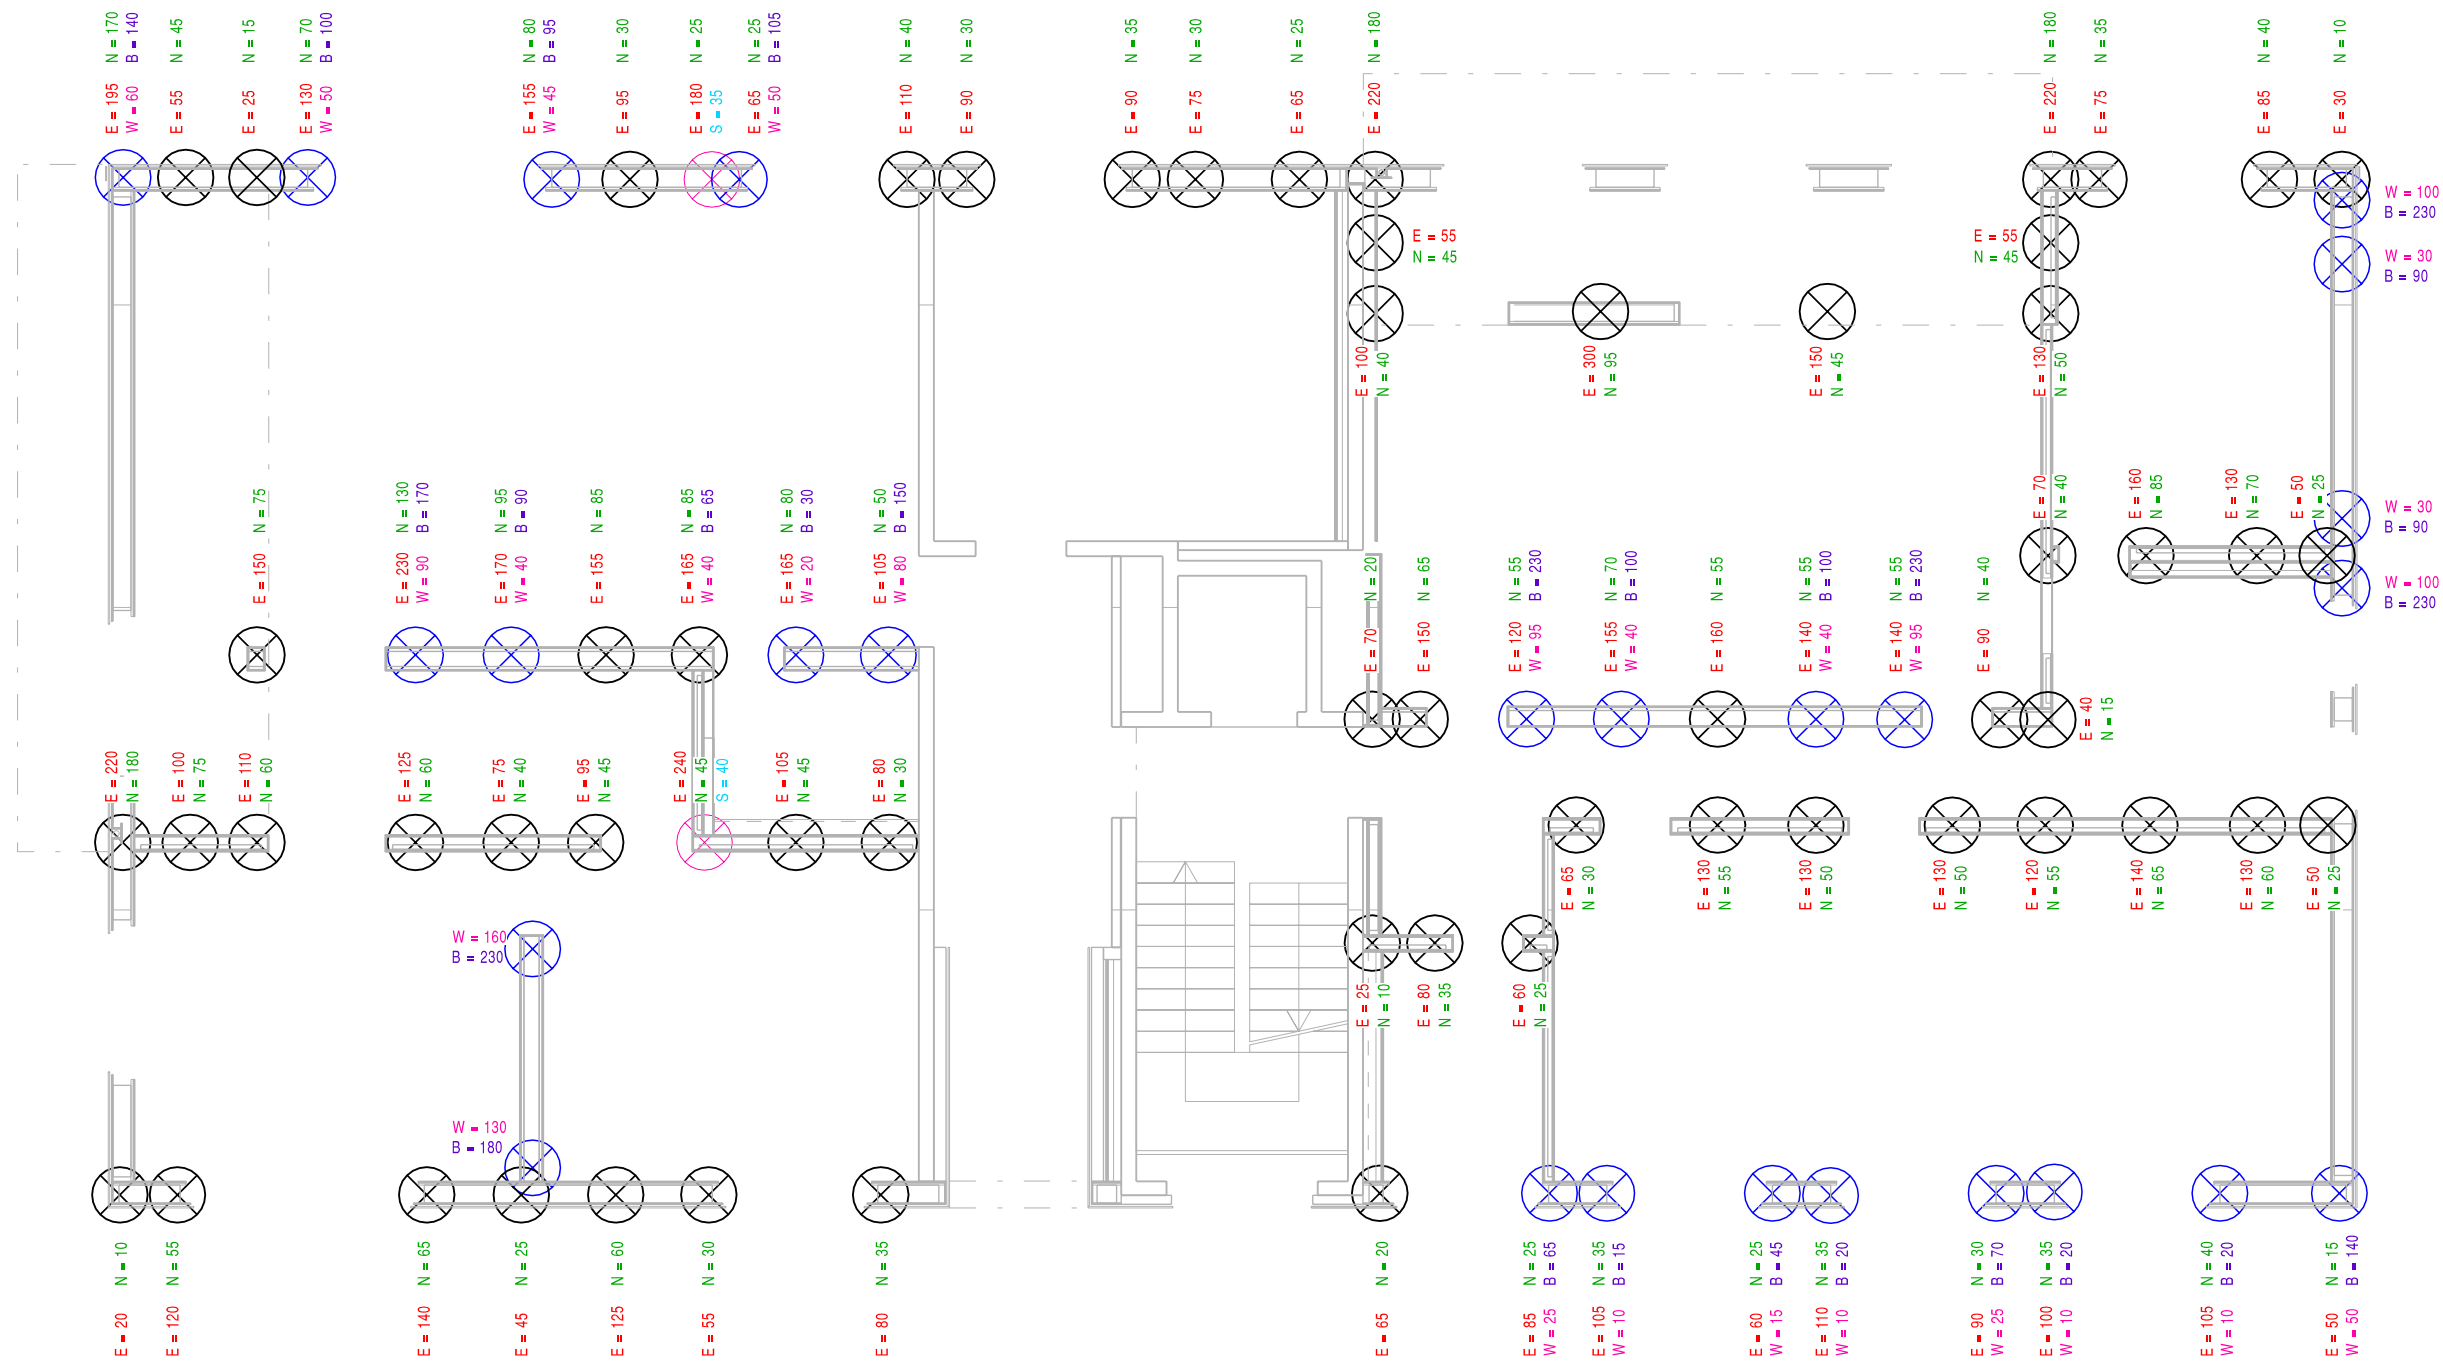 N = 170
B = 140
N = 45
N = 15
N = 70
B = 100
N = 80
B = 95
N = 30
N = 25
N = 25
B = 105
N = 40
N = 30
N = 35
N = 30
N = 25
N = 180
N = 180
N = 35
N = 40
N = 10
E = 195
W = 60
E = 55
E = 25
E = 130
W = 50
E = 155
W = 45
E = 95
E = 180
S = 35
E = 65
W = 50
E = 110
E = 90
E = 90
E = 75
E = 65
E = 220
E = 220
E = 75
E = 85
E = 30
W = 100
B = 230
E = 55
N = 45
E = 55
N = 45
W = 30
B = 90
E = 100
N = 40
E = 300
N = 95
E = 150
N = 45
E = 130
N = 50
N = 75
E = 150
N = 130
B = 170
N = 95
B = 90
N = 85
N = 85
B = 65
N = 80
B = 30
N = 50
B = 150
E = 230
W = 90
E = 170
W = 40
E = 155
E = 165
W = 40
E = 165
W = 20
E = 105
W = 80
E = 70
N = 40
E = 160
N = 85
E = 130
N = 70
E = 50
N = 25
W = 30
B = 90
W = 100
B = 230
N = 20
N = 65
N = 55
B = 230
N = 70
B = 100
N = 55
N = 55
B = 100
N = 55
B = 230
N = 40
E = 70
E = 150
E = 120
W = 95
E = 155
W = 40
E = 160
E = 140
W = 40
E = 140
W = 95
E = 90
E = 40
N = 15
E = 220
N = 180
E = 100
N = 75
E = 110
N = 60
E = 125
N = 60
E = 75
N = 40
E = 95
N = 45
E = 240
N = 45
S = 40
E = 105
N = 45
E = 80
N = 30
E = 65
N = 30
E = 130
N = 55
E = 130
N = 50
E = 130
N = 50
E = 120
N = 55
E = 140
N = 65
E = 130
N = 60
E = 50
N = 25
W = 160
B = 230
E = 25
N = 10
E = 80
N = 35
E = 60
N = 25
W = 130
B = 180
N = 10
N = 55
N = 65
N = 25
N = 60
N = 30
N = 35
N = 20
N = 25
B = 65
N = 35
B = 15
N = 25
B = 45
N = 35
B = 20
N = 30
B = 70
N = 35
B = 20
N = 40
B = 20
N = 15
B = 140
E = 20
E = 120
E = 140
E = 45
E = 125
E = 55
E = 80
E = 65
E = 85
W = 25
E = 105
W = 10
E = 60
W = 15
E = 110
W = 10
E = 90
W = 25
E = 100
W = 10
E = 105
W = 10
E = 50
W = 50